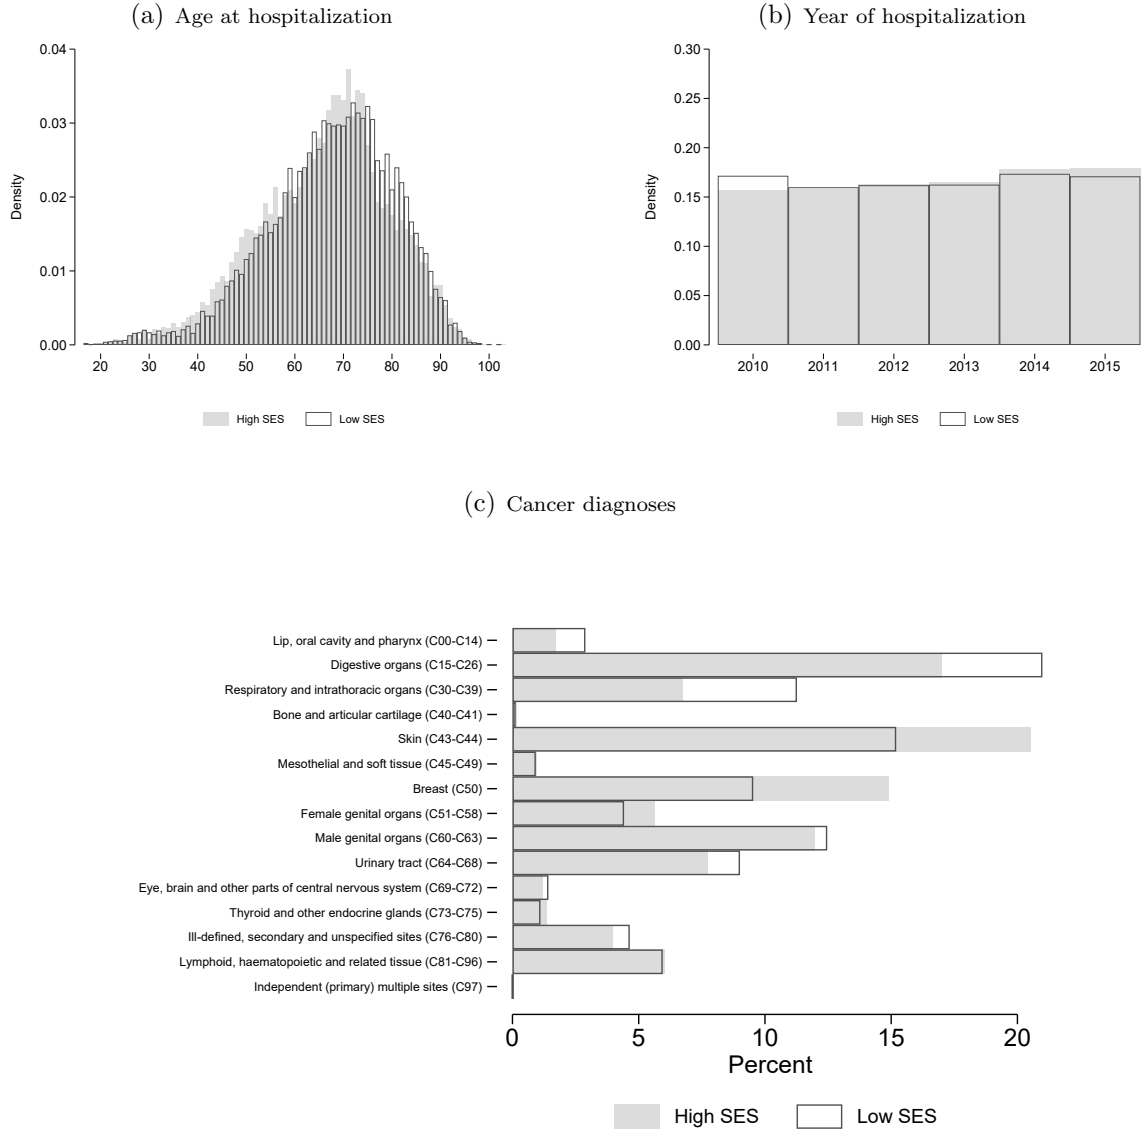 (a) Age at hospitalization
0.04
0.03
0.02
0.01
0.00
Density
20 30 40 50 60 70 80 90 100
High SES Low SES
(b) Year of hospitalization
0.30
0.25
0.20
0.15
0.10
0.05
0.00
Density
2010 2011 2012 2013 2014 2015
High SES Low SES
(c) Cancer diagnoses
Lip, oral cavity and pharynx (C00-C14)
Digestive organs (C15-C26)
Respiratory and intrathoracic organs (C30-C39)
Bone and articular cartilage (C40-C41)
Skin (C43-C44)
Mesothelial and soft tissue (C45-C49)
Breast (C50)
Female genital organs (C51-C58)
Male genital organs (C60-C63)
Urinary tract (C64-C68)
Eye, brain and other parts of central nervous system (C69-C72)
Thyroid and other endocrine glands (C73-C75)
Ill-defined, secondary and unspecified sites (C76-C80)
Lymphoid, haematopoietic and related tissue (C81-C96)
Independent (primary) multiple sites (C97)
0 5 10 15 20
Percent
High SES Low SES